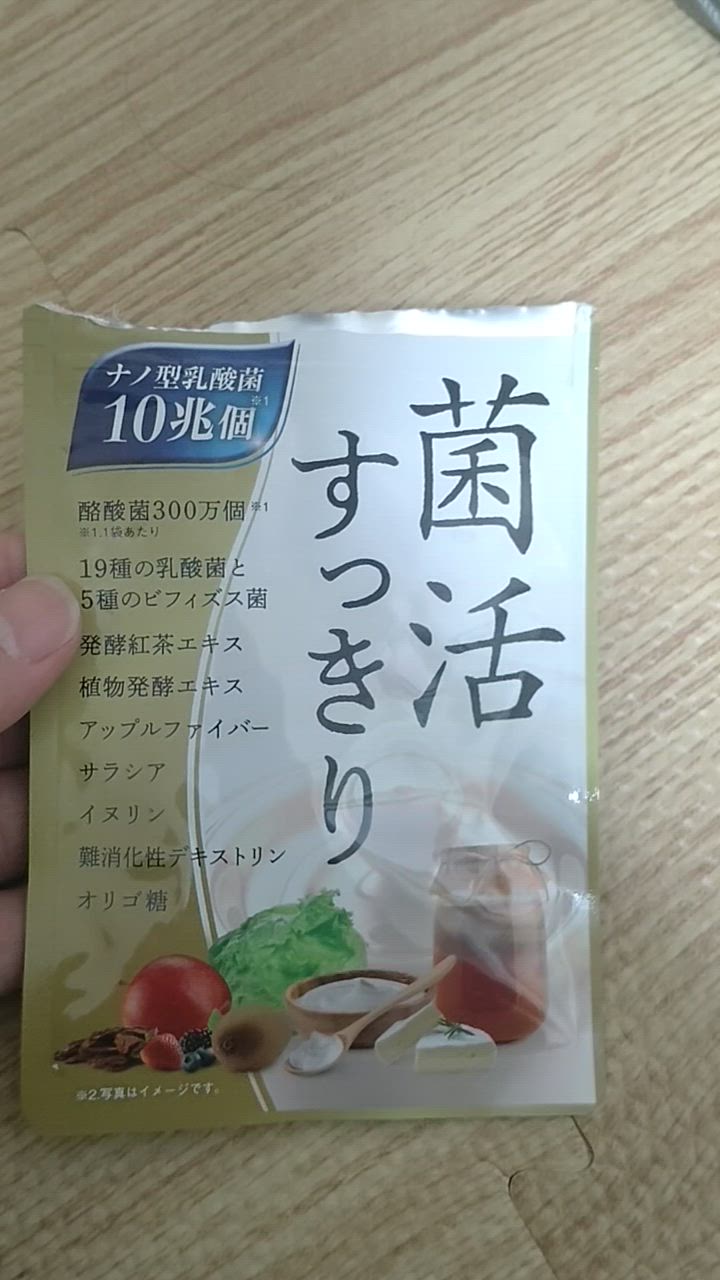 菌活
すっきり
ナノ型乳酸菌
10兆個※1
酪酸菌300万個※1
※1.1袋あたり
19種の乳酸菌と
5種のビフィズス菌
発酵紅茶エキス
植物発酵エキス
アップルファイバー
サラシア
イヌリン
難消化性デキストリン
オリゴ糖
※2.写真はイメージです。